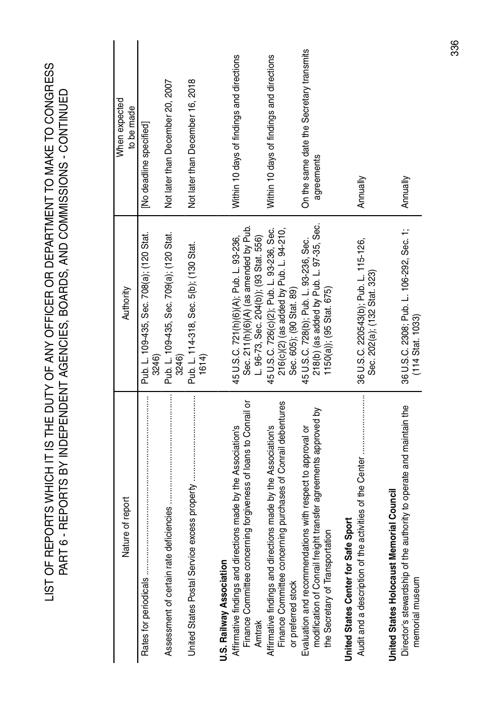 LIST OF REPORTS WHICH IT IS THE DUTY OF ANY OFFICER OR DEPARTMENT TO MAKE TO CONGRESS
PART 6 - REPORTS BY INDEPENDENT AGENCIES, BOARDS, AND COMMISSIONS - CONTINUED
Nature of report
Authority
When expected
to be made
Rates for periodicals
Pub. L. 109-435, Sec. 708(a); (120 Stat.
3246)
[No deadline specified]
Assessment of certain rate deficiencies
Pub. L. 109-435, Sec. 709(a); (120 Stat.
3246)
Not later than December 20, 2007
United States Postal Service excess property
Pub. L. 114-318, Sec. 5(b); (130 Stat.
1614)
Not later than December 16, 2018
U.S. Railway Association
Affirmative findings and directions made by the Association's
Finance Committee concerning forgiveness of loans to Conrail or
Amtrak
45 U.S.C. 721(h)(6)(A); Pub. L. 93-236,
Sec. 211(h)(6)(A) (as amended by Pub.
L. 96-73, Sec. 204(b)); (93 Stat. 556)
Within 10 days of findings and directions
Affirmative findings and directions made by the Association's
Finance Committee concerning purchases of Conrail debentures
or preferred stock
45 U.S.C. 726(c)(2); Pub. L. 93-236, Sec.
216(c)(2) (as added by Pub. L. 94-210,
Sec. 605); (90 Stat. 89)
Within 10 days of findings and directions
Evaluation and recommendations with respect to approval or
modification of Conrail freight transfer agreements approved by
the Secretary of Transportation
45 U.S.C. 728(b); Pub. L. 93-236, Sec.
218(b) (as added by Pub. L. 97-35, Sec.
1150(a)); (95 Stat. 675)
On the same date the Secretary transmits
agreements
United States Center for Safe Sport
Audit and a description of the activities of the Center
36 U.S.C. 220543(b); Pub. L. 115-126,
Sec. 202(a); (132 Stat. 323)
Annually
United States Holocaust Memorial Council
Director's stewardship of the authority to operate and maintain the
memorial museum
36 U.S.C. 2308; Pub. L. 106-292, Sec. 1;
(114 Stat. 1033)
Annually
336